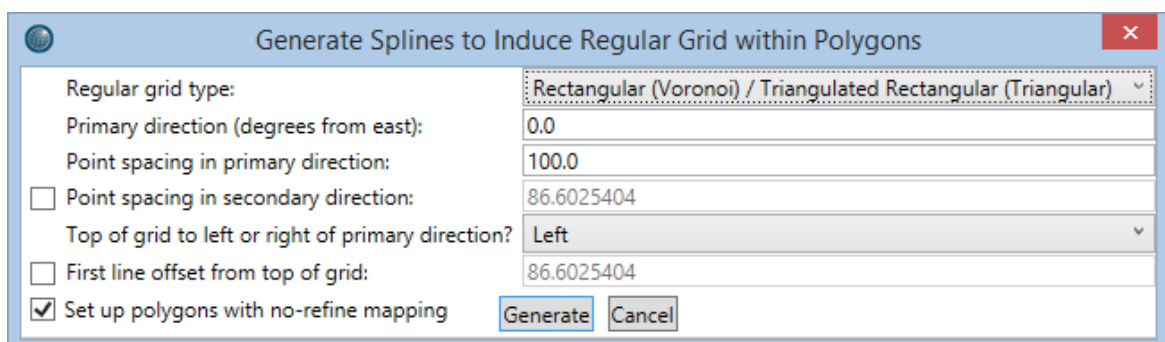 Generate Splines to Induce Regular Grid within Polygons
Regular grid type: Rectangular (Voronoi) / Triangulated Rectangular (Triangular)
Primary direction (degrees from east): 0.0
Point spacing in primary direction: 100.0
Point spacing in secondary direction: 86.6025404
Top of grid to left or right of primary direction? Left
First line offset from top of grid: 86.6025404
Set up polygons with no-refine mapping Generate Cancel